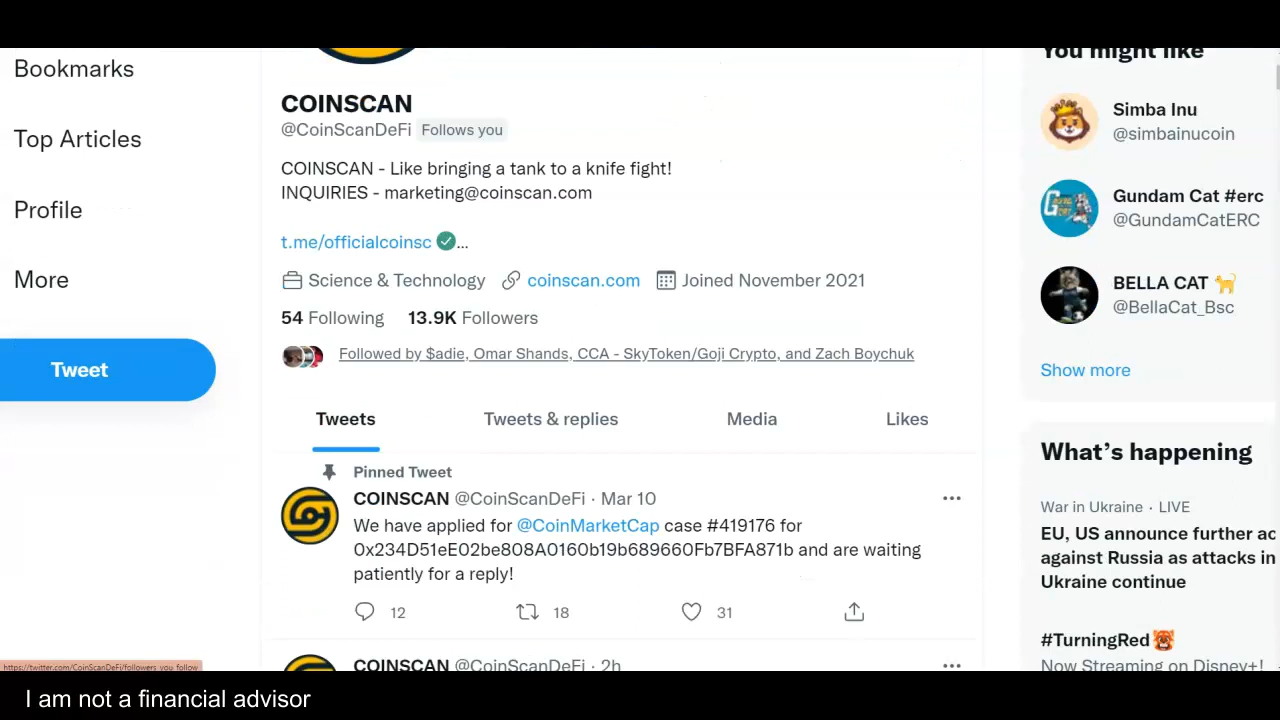 Bookmarks
Top Articles
Profile
More
Tweet
COINSCAN
@CoinScanDeFi Follows you
COINSCAN - Like bringing a tank to a knife fight!
INQUIRIES - marketing@coinscan.com
t.me/officialcoinsc ✅...
Science & Technology coinscan.com Joined November 2021
54 Following 13.9K Followers
Followed by $adie, Omar Shands, CCA - SkyToken/Goji Crypto, and Zach Boychuk
Tweets Tweets & replies Media Likes
Pinned Tweet
COINSCAN @CoinScanDeFi · Mar 10
We have applied for @CoinMarketCap case #419176 for
0x234D51eE02be808A0160b19b689660Fb7BFA871b and are waiting
patiently for a reply!
12 18 31
COINSCAN @CoinScanDeFi · 2h
You might like
Simba Inu
@simbainucoin
Gundam Cat #erc
@GundamCatERC
BELLA CAT 🐈
@BellaCat_Bsc
Show more
What's happening
War in Ukraine · LIVE
EU, US announce further ac
against Russia as attacks in
Ukraine continue
#TurningRed
Now Streaming on Disney+!
https://twitter.com/CoinScanDeFi/followers_you_follow
I am not a financial advisor